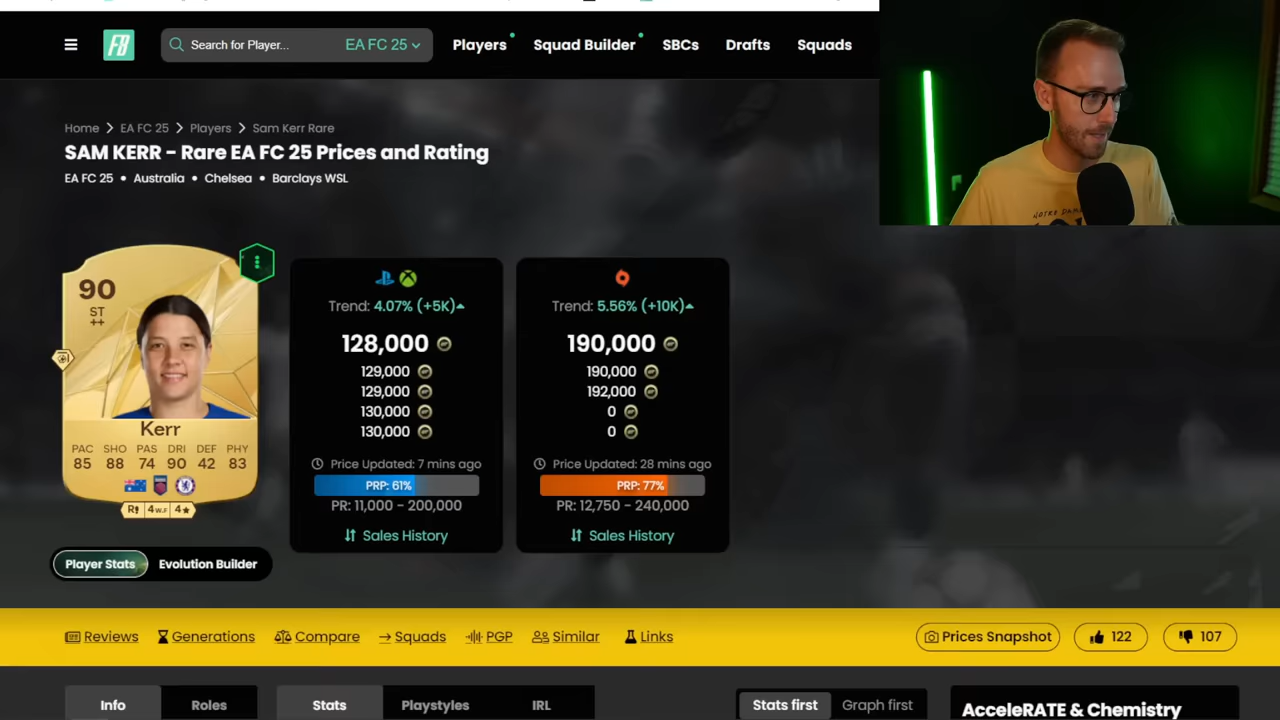 FB
Search for Player...
EA FC 25
Players
Squad Builder
SBCs
Drafts
Squads
Home > EA FC 25 > Players > Sam Kerr Rare
SAM KERR - Rare EA FC 25 Prices and Rating
EA FC 25 • Australia • Chelsea • Barclays WSL
90
ST
++
Kerr
PAC SHO PAS DRI DEF PHY
85 88 74 90 42 83
4 W.F 4★
Trend: 4.07% (+5K)
128,000
129,000
129,000
130,000
130,000
Price Updated: 7 mins ago
PRP: 61%
PR: 11,000 - 200,000
Sales History
Trend: 5.56% (+10K)
190,000
190,000
192,000
0
0
Price Updated: 28 mins ago
PRP: 77%
PR: 12,750 - 240,000
Sales History
NOTRE DAM
Player Stats
Evolution Builder
Reviews
Generations
Compare
Squads
PGP
Similar
Links
Prices Snapshot
122
107
Info
Roles
Stats
Playstyles
IRL
Stats first
Graph first
AcceleRATE & Chemistry